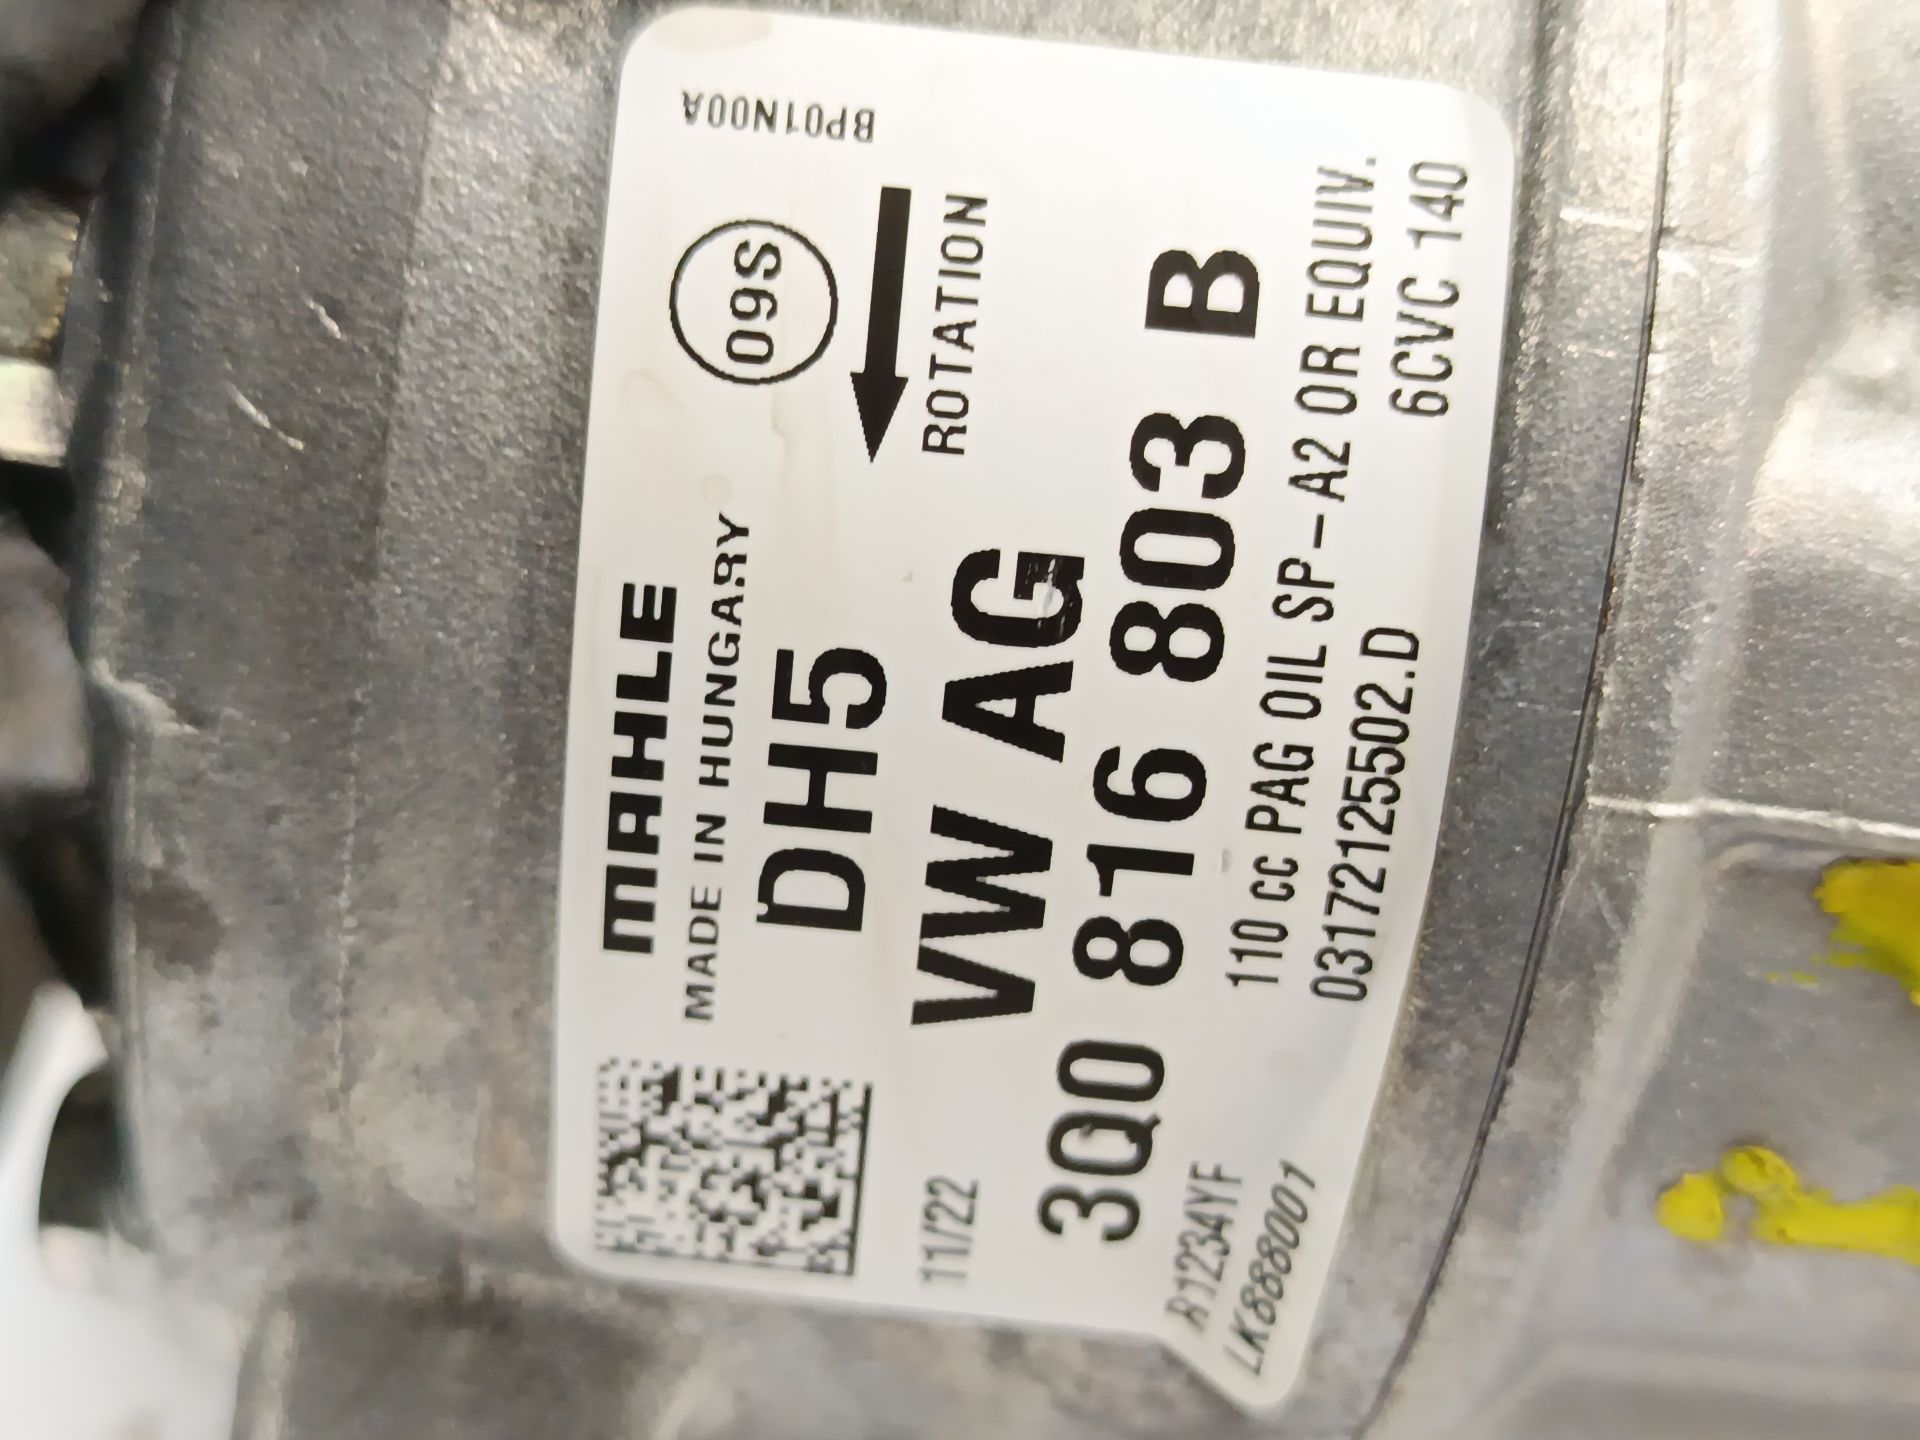 MAHLE
MADE IN HUNGARY
09S
BP01N00A
DH5
ROTATION
11/22
VW AG
3Q0 816 803 B
R1234YF
110 cc PAG OIL SP-A2 OR EQUIV.
LK888001
0317212550​2.D
6CVC 140